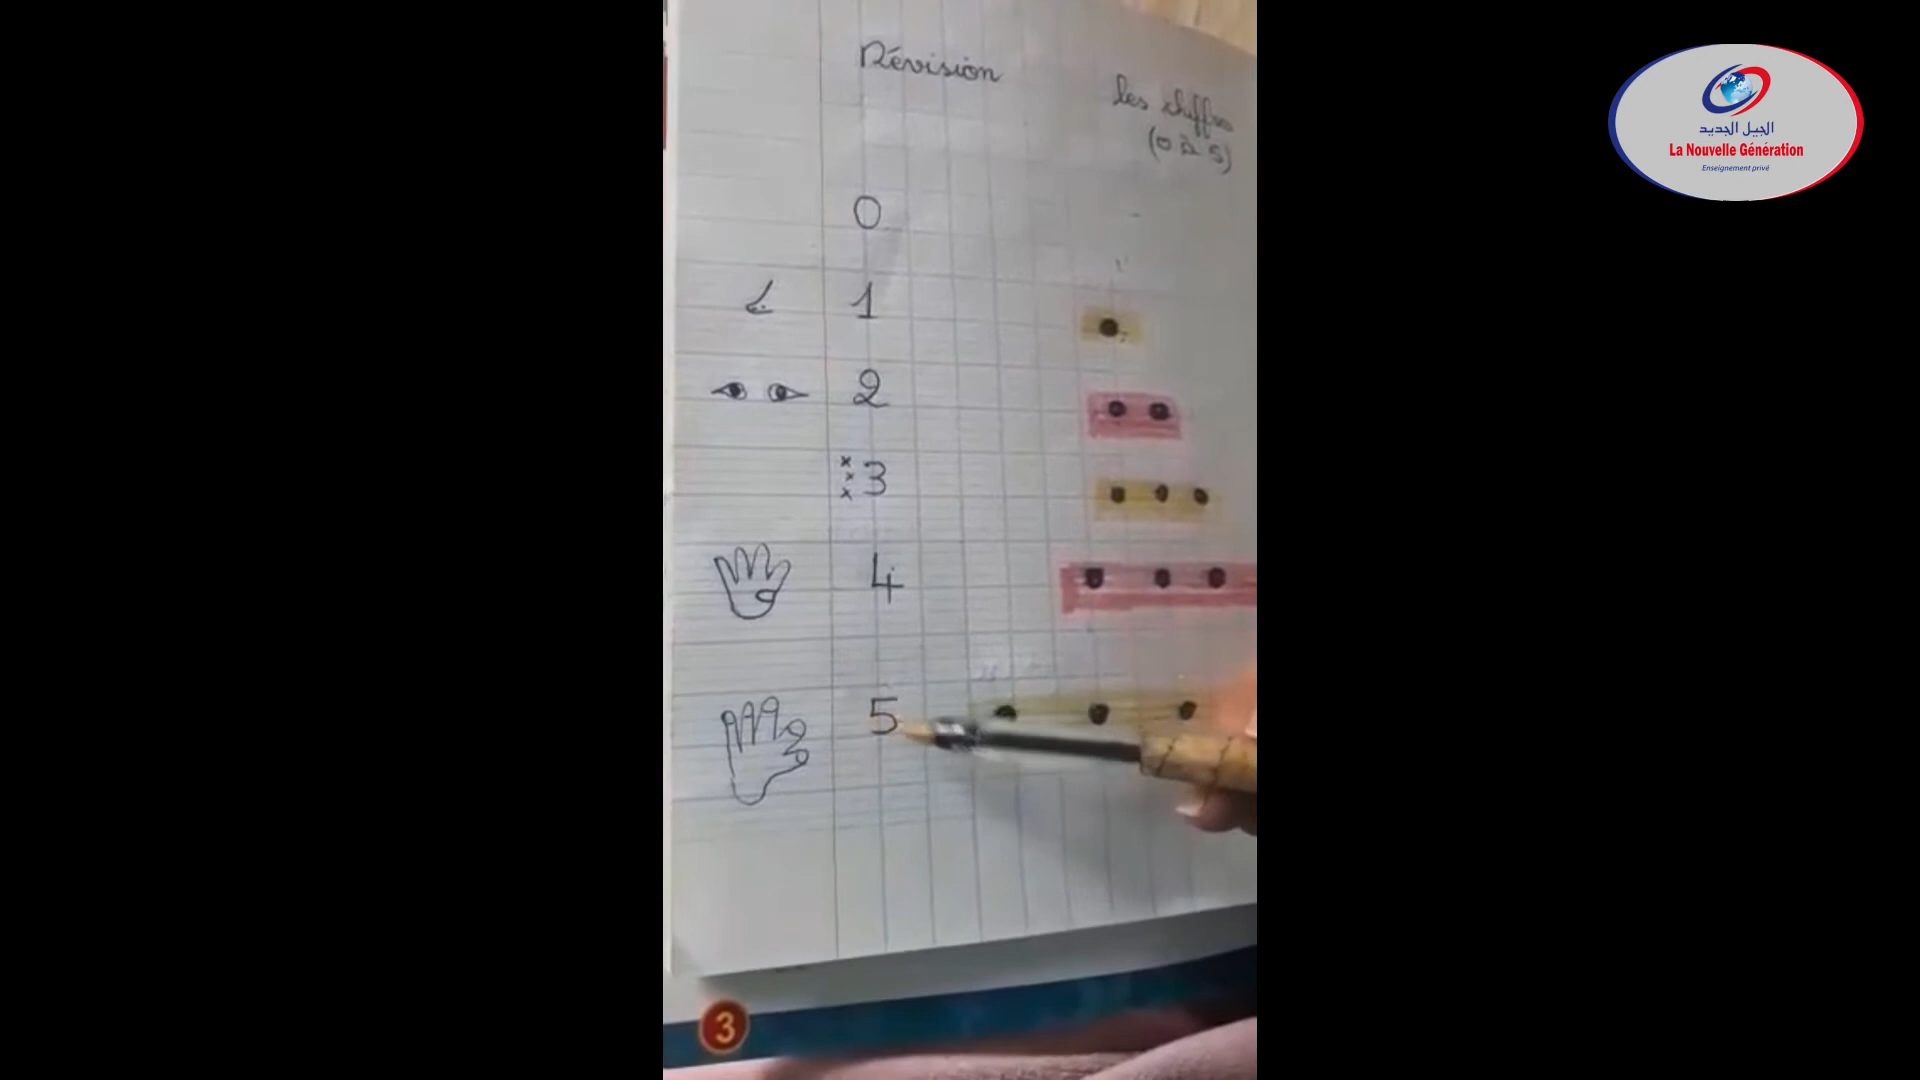 Révision
les chiffres
(0 à 5)
0
1
2
3
4
5
3
الجيل الجديد
La Nouvelle Génération
Enseignement privé